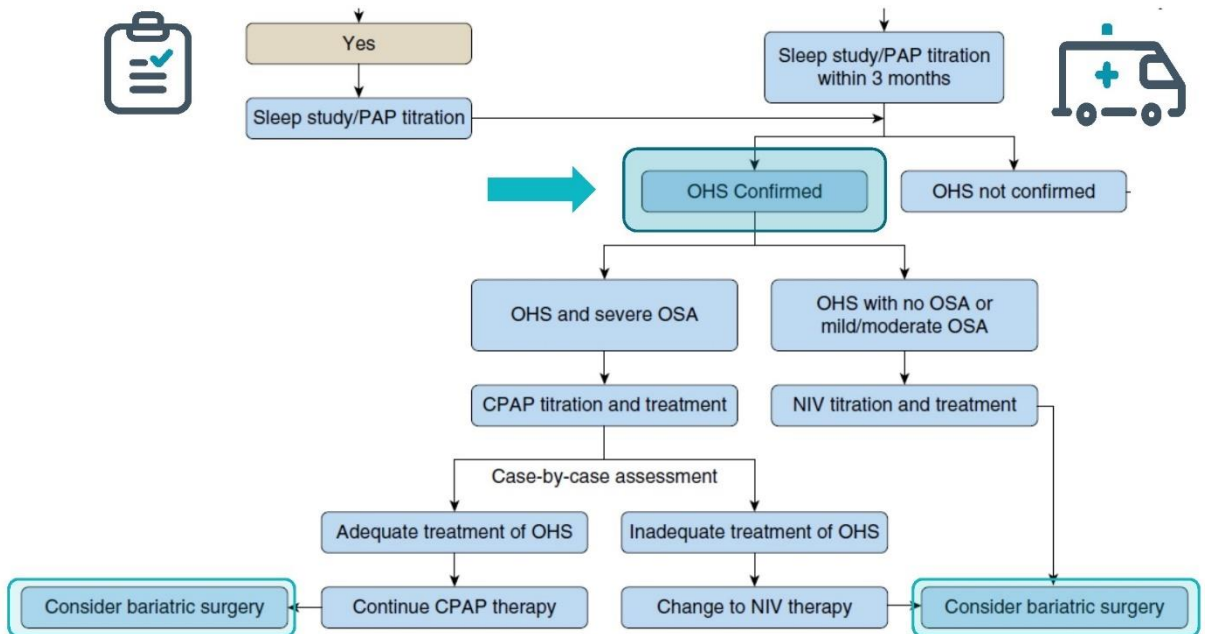 Yes
Sleep study/PAP titration
within 3 months
Sleep study/PAP titration
OHS Confirmed
OHS not confirmed
OHS and severe OSA
OHS with no OSA or
mild/moderate OSA
CPAP titration and treatment
NIV titration and treatment
Case-by-case assessment
Adequate treatment of OHS
Inadequate treatment of OHS
Consider bariatric surgery
Continue CPAP therapy
Change to NIV therapy
Consider bariatric surgery